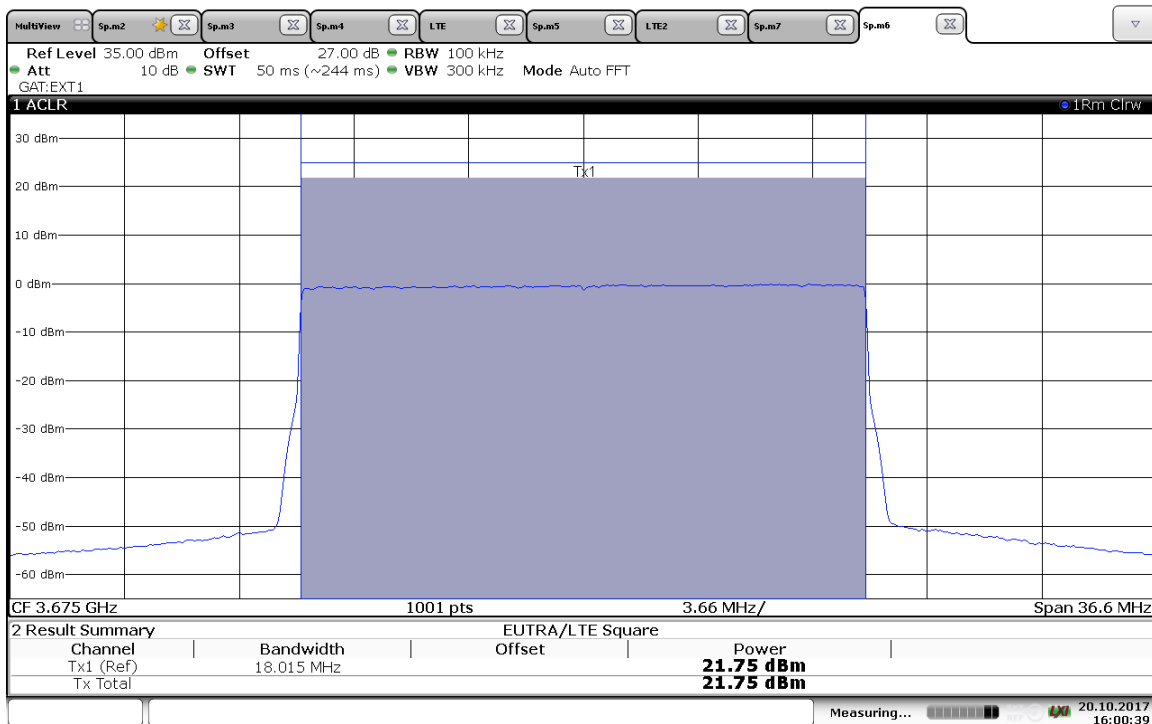 MultiView Sp.m2 Sp.m3 Sp.m4 LTE Sp.m5 LTE2 Sp.m7 Sp.m6
Ref Level 35.00 dBm Offset 27.00 dB RBW 100 kHz
Att 10 dB SWT 50 ms (~244 ms) VBW 300 kHz Mode Auto FFT
GAT:EXT1
1 ACLR 1Rm Clrw
30 dBm
Tx1
20 dBm
10 dBm
0 dBm
-10 dBm
-20 dBm
-30 dBm
-40 dBm
-50 dBm
-60 dBm
CF 3.675 GHz 1001 pts 3.66 MHz/ Span 36.6 MHz
2 Result Summary EUTRA/LTE Square
Channel Bandwidth Offset Power
Tx1 (Ref) 18.015 MHz 21.75 dBm
Tx Total 21.75 dBm
Measuring... LXI 20.10.2017
16:00:39